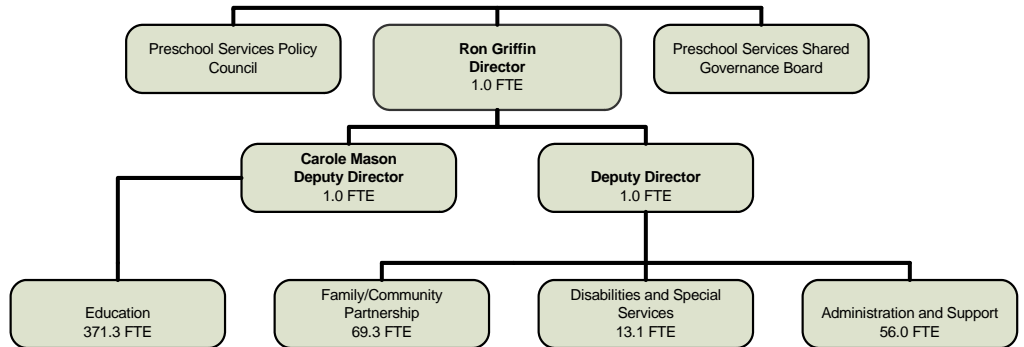 Preschool Services Policy
Council
Ron Griffin
Director
1.0 FTE
Preschool Services Shared
Governance Board
Carole Mason
Deputy Director
1.0 FTE
Deputy Director
1.0 FTE
Education
371.3 FTE
Family/Community
Partnership
69.3 FTE
Disabilities and Special
Services
13.1 FTE
Administration and Support
56.0 FTE